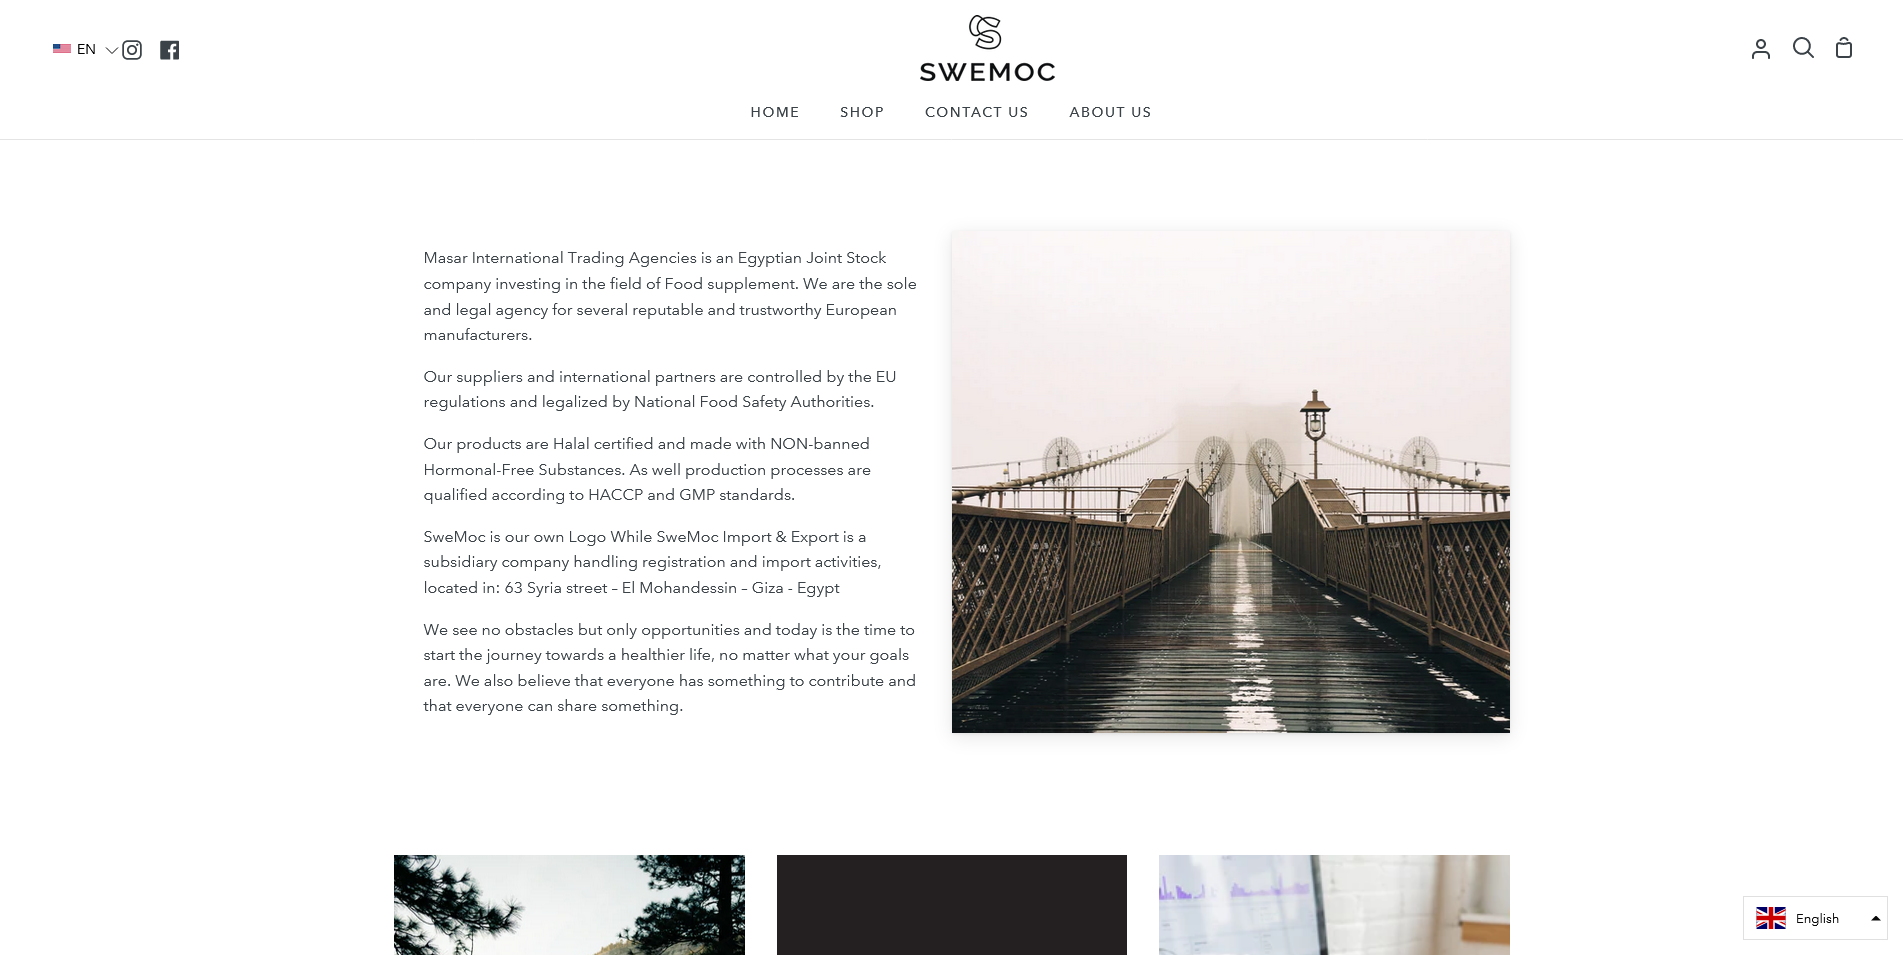 EN
SWEMOC
HOME
SHOP
CONTACT US
ABOUT US
Masar International Trading Agencies is an Egyptian Joint Stock
company investing in the field of Food supplement. We are the sole
and legal agency for several reputable and trustworthy European
manufacturers.
Our suppliers and international partners are controlled by the EU
regulations and legalized by National Food Safety Authorities.
Our products are Halal certified and made with NON-banned
Hormonal-Free Substances. As well production processes are
qualified according to HACCP and GMP standards.
SweMoc is our own Logo While SweMoc Import & Export is a
subsidiary company handling registration and import activities,
located in: 63 Syria street – El Mohandessin – Giza - Egypt
We see no obstacles but only opportunities and today is the time to
start the journey towards a healthier life, no matter what your goals
are. We also believe that everyone has something to contribute and
that everyone can share something.
English